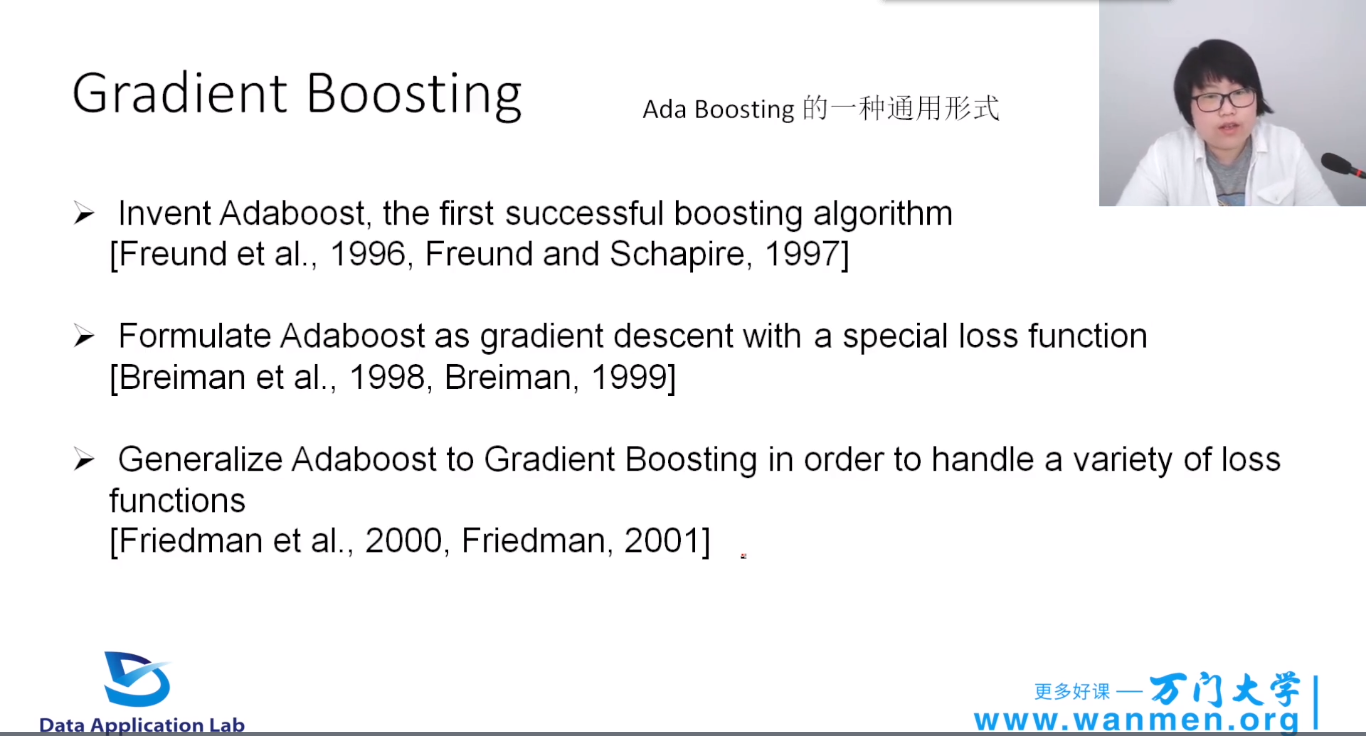 Gradient Boosting
Ada Boosting 的一种通用形式
Invent Adaboost, the first successful boosting algorithm
[Freund et al., 1996, Freund and Schapire, 1997]
Formulate Adaboost as gradient descent with a special loss function
[Breiman et al., 1998, Breiman, 1999]
Generalize Adaboost to Gradient Boosting in order to handle a variety of loss
functions
[Friedman et al., 2000, Friedman, 2001]
Data Application Lab
更多好课 — 万门大学
www.wanmen.org